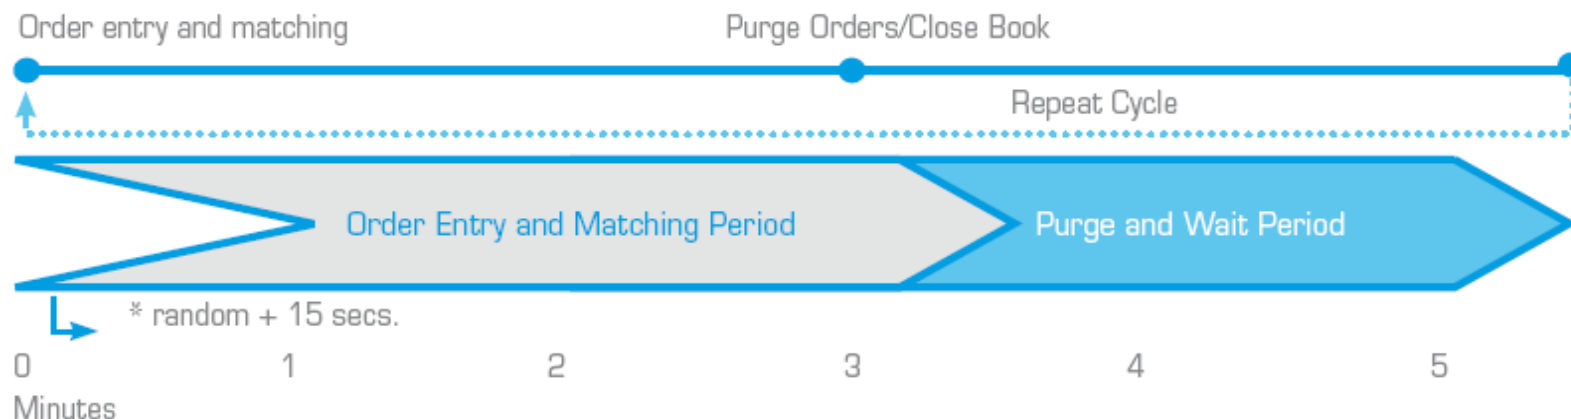 Order entry and matching
Purge Orders/Close Book
Repeat Cycle
Order Entry and Matching Period
Purge and Wait Period
* random + 15 secs.
0 1 2 3 4 5
Minutes